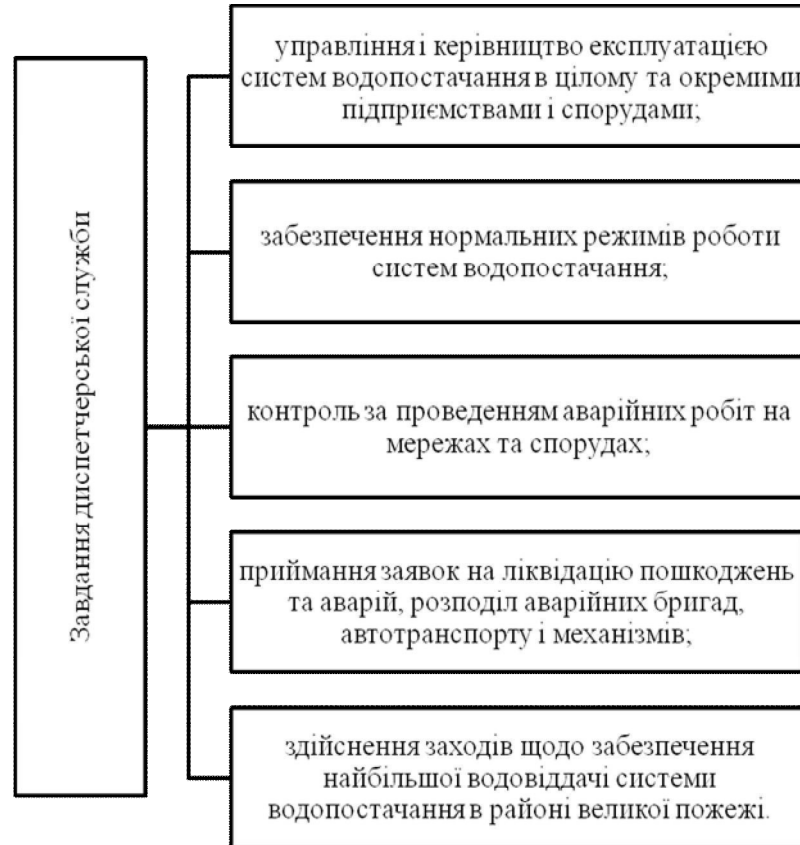 Завдання диспетчерської служби
управління і керівництво експлуатацією
систем водопостачання в цілому та окремими
підприємствами і спорудами;
забезпечення нормальних режимів роботи
систем водопостачання;
контроль за проведенням аварійних робіт на
мережах та спорудах;
приймання заявок на ліквідацію пошкоджень
та аварій, розподіл аварійних бригад,
автотранспорту і механізмів;
здійснення заходів щодо забезпечення
найбільшої водовіддачі системи
водопостачання в районі великої пожежі.